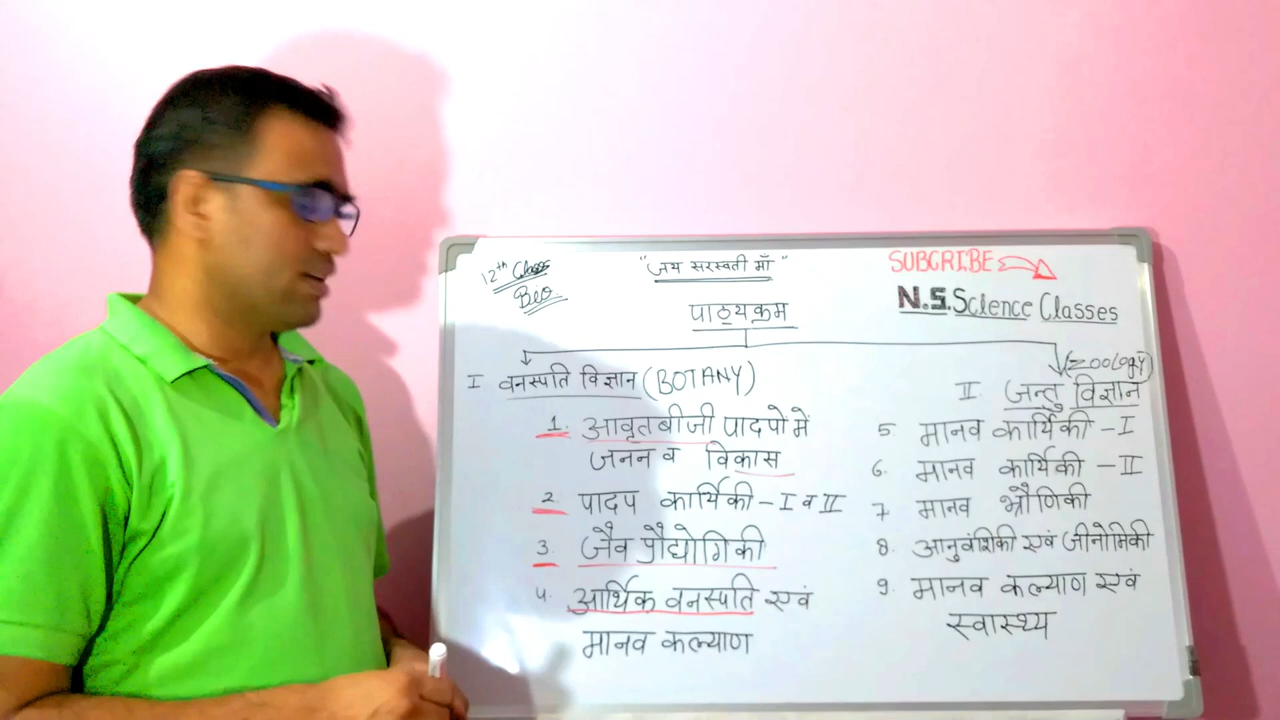 12th Class
Bio
"जय सरस्वती माँ"
SUBCRIBE
N.S. Science Classes
पाठ्यक्रम
I वनस्पति विज्ञान (BOTANY)
1. आवृतबीजी पादपों में
जनन व विकास
2 पादप कार्यिकी - I व II
3. जैव प्रौद्योगिकी
4. आर्थिक वनस्पति एवं
मानव कल्याण
(ZOOLOGY)
II. जन्तु विज्ञान
5. मानव कार्यिकी - I
6. मानव कार्यिकी - II
7 मानव भ्रौणिकी
8. आनुवंशिकी एवं जीनोमिकी
9. मानव कल्याण एवं
स्वास्थ्य